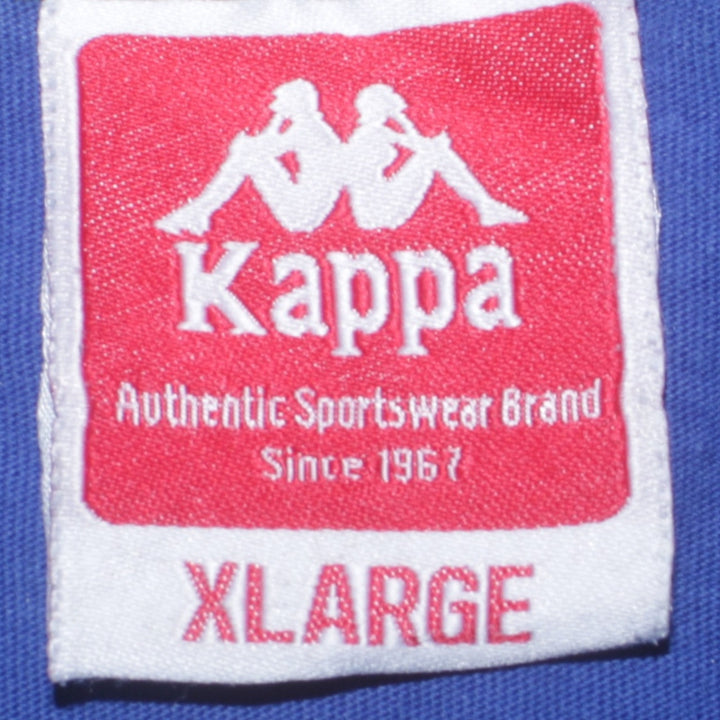 Kappa
Authentic Sportswear Brand
Since 1967
XLARGE